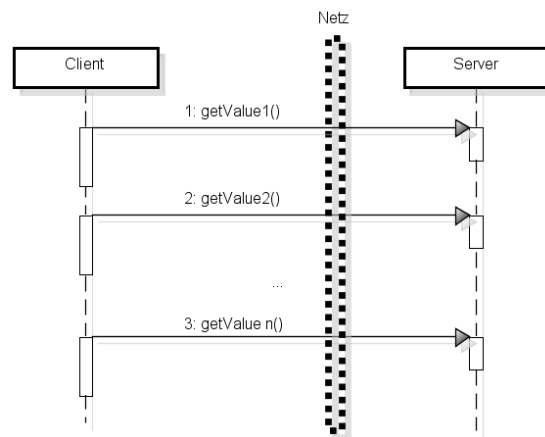 Netz
Client
Server
1: getValue1()
2: getValue2()
...
3: getValue n()